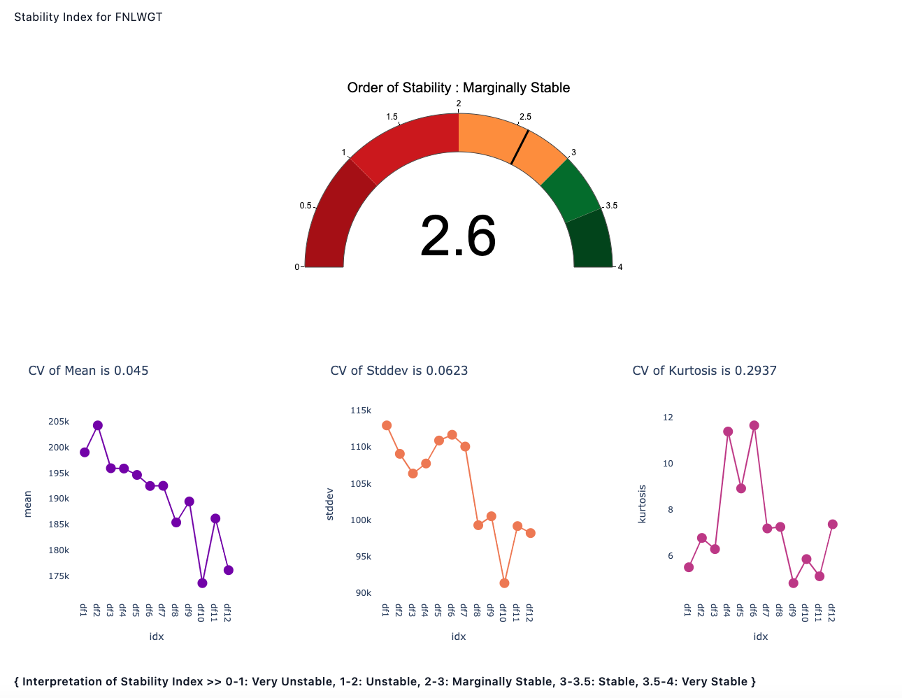 Stability Index for FNLWGT
Order of Stability : Marginally Stable
2
1.5
2.5
1
3
0.5
3.5
0
4
2.6
CV of Mean is 0.045
205k
200k
195k
190k
185k
180k
175k
mean
df1
df2
df3
df4
df5
df6
df7
df8
df9
df10
df11
df12
idx
CV of Stddev is 0.0623
115k
110k
105k
100k
95k
90k
stddev
df1
df2
df3
df4
df5
df6
df7
df8
df9
df10
df11
df12
idx
CV of Kurtosis is 0.2937
12
10
8
6
kurtosis
df1
df2
df3
df4
df5
df6
df7
df8
df9
df10
df11
df12
idx
{ Interpretation of Stability Index >> 0-1: Very Unstable, 1-2: Unstable, 2-3: Marginally Stable, 3-3.5: Stable, 3.5-4: Very Stable }